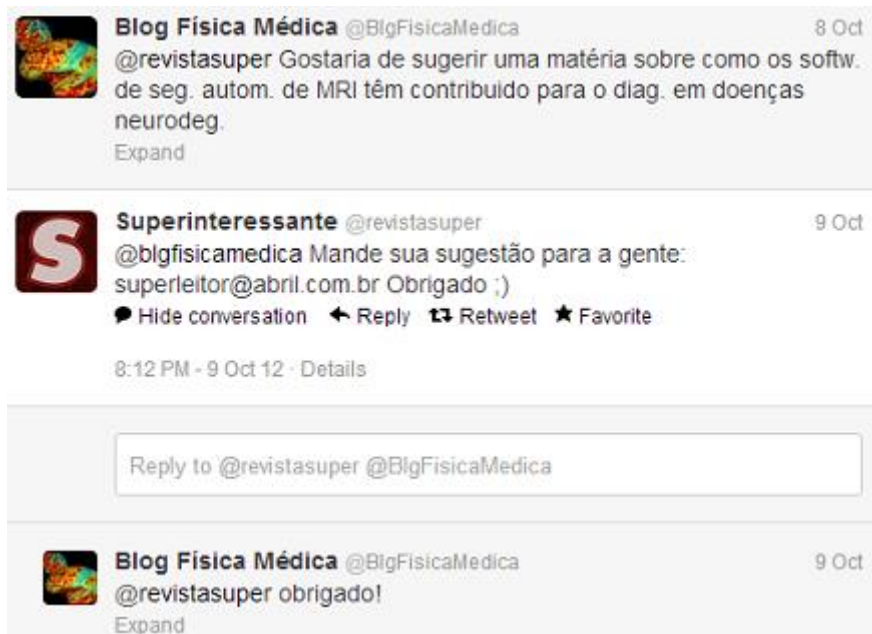 Blog Física Médica @BlgFisicaMedica 8 Oct
@revistasuper Gostaria de sugerir uma matéria sobre como os softw.
de seg. autom. de MRI têm contribuido para o diag. em doenças
neurodeg.
Expand
S
Superinteressante @revistasuper 9 Oct
@blgfisicamedica Mande sua sugestão para a gente:
superleitor@abril.com.br Obrigado ;)
Hide conversation Reply Retweet Favorite
8:12 PM - 9 Oct 12 · Details
Reply to @revistasuper @BlgFisicaMedica
Blog Física Médica @BlgFisicaMedica 9 Oct
@revistasuper obrigado!
Expand